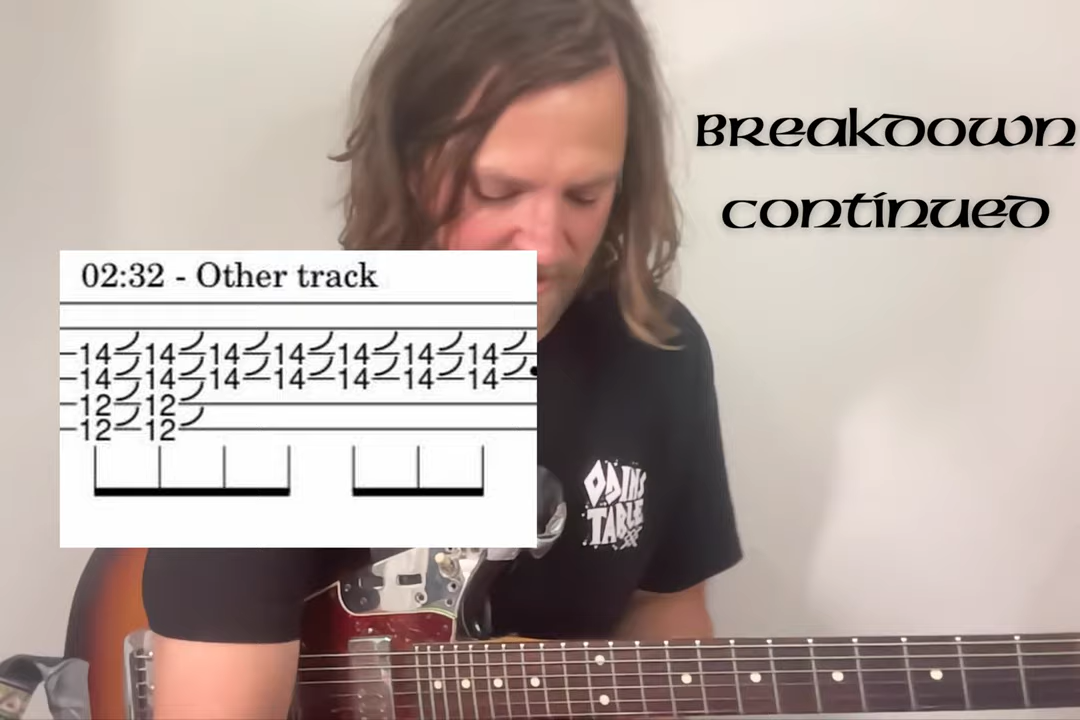 Breakdown
continued
02:32 - Other track
14 14 14 14 14 14 14
14 14 14 14 14 14 14
12 12
12 12
ODINS
TABLE